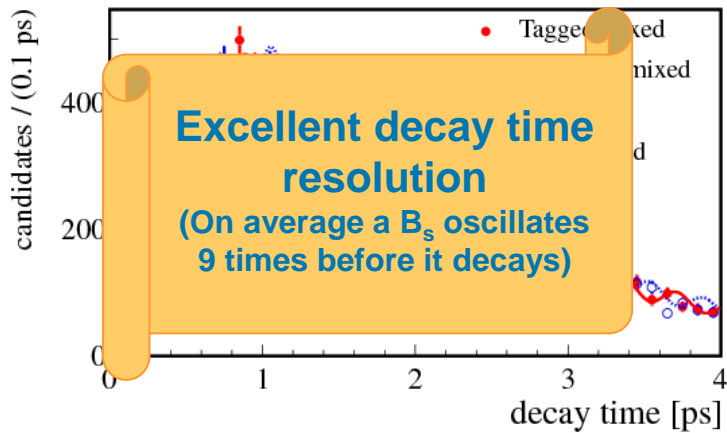 Tagged
mixed
candidates / (0.1 ps)
400
200
0
Excellent decay time
resolution
(On average a Bs oscillates
9 times before it decays)
0 1 2 3 4
decay time [ps]